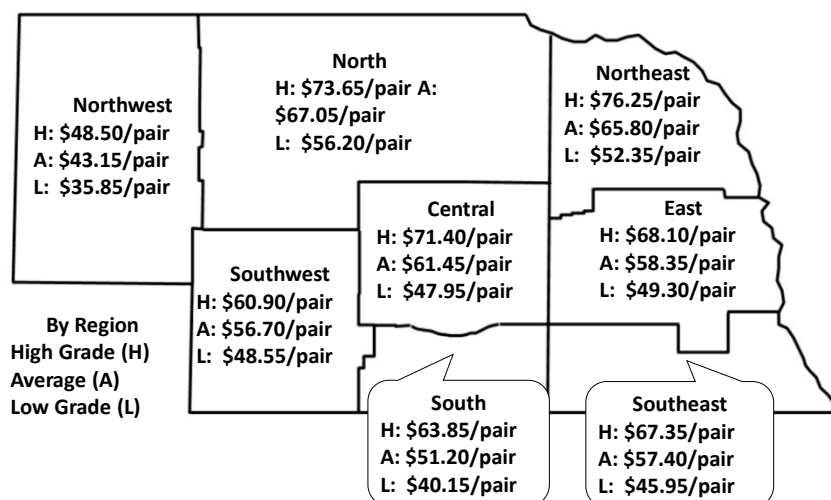 North
H: $73.65/pair A:
$67.05/pair
L: $56.20/pair
Northwest
H: $48.50/pair
A: $43.15/pair
L: $35.85/pair
Northeast
H: $76.25/pair
A: $65.80/pair
L: $52.35/pair
Central
H: $71.40/pair
A: $61.45/pair
L: $47.95/pair
East
H: $68.10/pair
A: $58.35/pair
L: $49.30/pair
Southwest
H: $60.90/pair
A: $56.70/pair
L: $48.55/pair
By Region
High Grade (H)
Average (A)
Low Grade (L)
South
H: $63.85/pair
A: $51.20/pair
L: $40.15/pair
Southeast
H: $67.35/pair
A: $57.40/pair
L: $45.95/pair